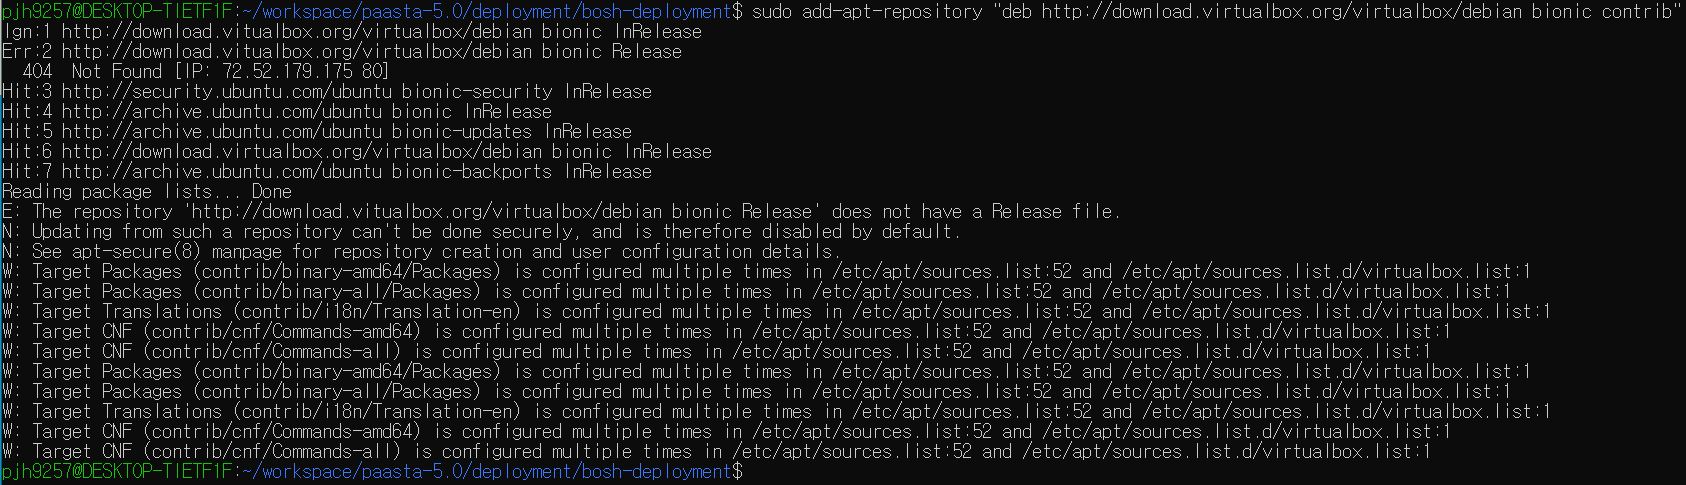 pjh9257@DESKTOP-TIETF1F:~/workspace/paasta-5.0/deployment/bosh-deployment$ sudo add-apt-repository "deb http://download.virtualbox.org/virtualbox/debian bionic contrib"
Ign:1 http://download.vitualbox.org/virtualbox/debian bionic InRelease
Err:2 http://download.vitualbox.org/virtualbox/debian bionic Release
  404  Not Found [IP: 72.52.179.175 80]
Hit:3 http://security.ubuntu.com/ubuntu bionic-security InRelease
Hit:4 http://archive.ubuntu.com/ubuntu bionic InRelease
Hit:5 http://archive.ubuntu.com/ubuntu bionic-updates InRelease
Hit:6 http://download.virtualbox.org/virtualbox/debian bionic InRelease
Hit:7 http://archive.ubuntu.com/ubuntu bionic-backports InRelease
Reading package lists... Done
E: The repository 'http://download.vitualbox.org/virtualbox/debian bionic Release' does not have a Release file.
N: Updating from such a repository can't be done securely, and is therefore disabled by default.
N: See apt-secure(8) manpage for repository creation and user configuration details.
W: Target Packages (contrib/binary-amd64/Packages) is configured multiple times in /etc/apt/sources.list:52 and /etc/apt/sources.list.d/virtualbox.list:1
W: Target Packages (contrib/binary-all/Packages) is configured multiple times in /etc/apt/sources.list:52 and /etc/apt/sources.list.d/virtualbox.list:1
W: Target Translations (contrib/i18n/Translation-en) is configured multiple times in /etc/apt/sources.list:52 and /etc/apt/sources.list.d/virtualbox.list:1
W: Target CNF (contrib/cnf/Commands-amd64) is configured multiple times in /etc/apt/sources.list:52 and /etc/apt/sources.list.d/virtualbox.list:1
W: Target CNF (contrib/cnf/Commands-all) is configured multiple times in /etc/apt/sources.list:52 and /etc/apt/sources.list.d/virtualbox.list:1
W: Target Packages (contrib/binary-amd64/Packages) is configured multiple times in /etc/apt/sources.list:52 and /etc/apt/sources.list.d/virtualbox.list:1
W: Target Packages (contrib/binary-all/Packages) is configured multiple times in /etc/apt/sources.list:52 and /etc/apt/sources.list.d/virtualbox.list:1
W: Target Translations (contrib/i18n/Translation-en) is configured multiple times in /etc/apt/sources.list:52 and /etc/apt/sources.list.d/virtualbox.list:1
W: Target CNF (contrib/cnf/Commands-amd64) is configured multiple times in /etc/apt/sources.list:52 and /etc/apt/sources.list.d/virtualbox.list:1
W: Target CNF (contrib/cnf/Commands-all) is configured multiple times in /etc/apt/sources.list:52 and /etc/apt/sources.list.d/virtualbox.list:1
pjh9257@DESKTOP-TIETF1F:~/workspace/paasta-5.0/deployment/bosh-deployment$